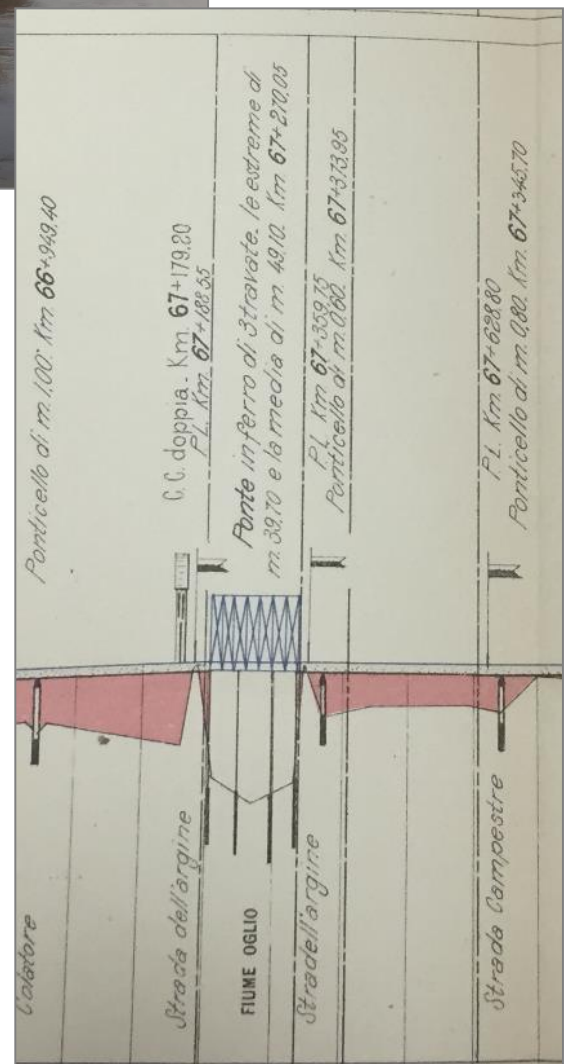 Ponticello di m. 1,00. Km. 66+949,40
C.C. doppia. Km. 67+179.20
P.L. Km. 67+188.55
Ponte in ferro di 3 travate. le estreme di
m. 39,70 e la media di m. 49,10. Km. 67+270,05
P.L. Km 67+359,75
Ponticello di m. 0,60. Km. 67+373,95
P.L. Km. 67+628,80
Ponticello di m. 0,80. Km. 67+345,70
Colatore
Strada dell'argine
FIUME OGLIO
Stradell'argine
Strada Campestre